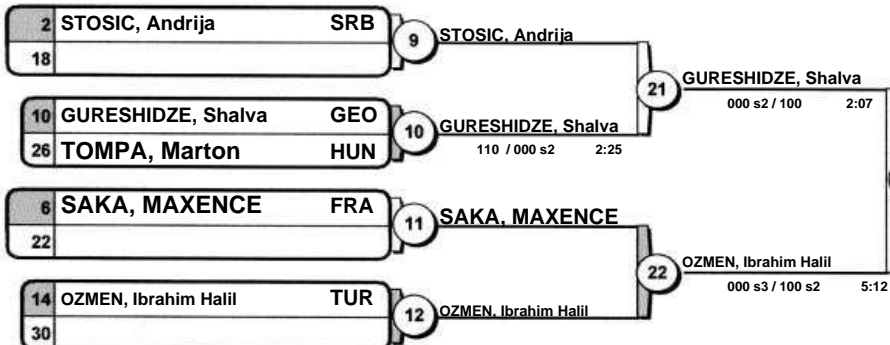 2 STOSIC, Andrija SRB
18
9
STOSIC, Andrija
10 GURESHIDZE, Shalva GEO
26 TOMPA, Marton HUN
10
GURESHIDZE, Shalva
110 / 000 s2 2:25
21
GURESHIDZE, Shalva
000 s2 / 100 2:07
6 SAKA, MAXENCE FRA
22
11
SAKA, MAXENCE
14 OZMEN, Ibrahim Halil TUR
30
12
OZMEN, Ibrahim Halil
22
OZMEN, Ibrahim Halil
000 s3 / 100 s2 5:12